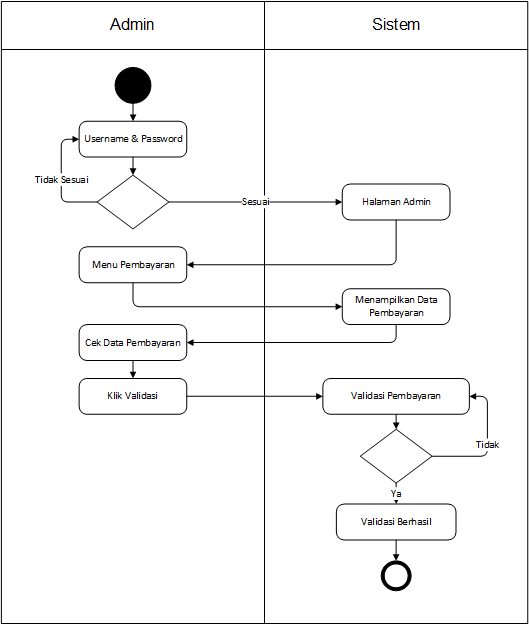 Admin
Sistem
Username & Password
Tidak Sesuai
Sesuai
Halaman Admin
Menu Pembayaran
Menampilkan Data
Pembayaran
Cek Data Pembayaran
Klik Validasi
Validasi Pembayaran
Tidak
Ya
Validasi Berhasil